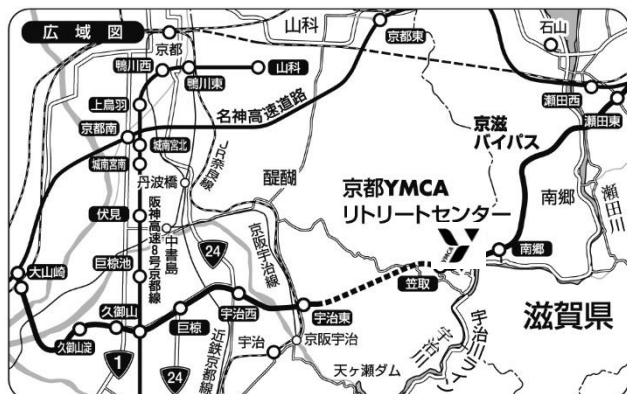 広域図
京都
山科
京都東
石山
鴨川西
鴨川東
山科
瀬田西
瀬田東
上鳥羽
名神高速道路
京滋
バイパス
京都南
城南宮北
城南宮南
JR奈良線
丹波橋
醍醐
京都YMCA
リトリートセンター
南郷
瀬田川
伏見
阪神高速8号京都線
中書島
24
京阪宇治線
YMCA
南郷
大山崎
巨椋池
笠取
久御山
宇治西
宇治東
滋賀県
久御山淀
巨椋
宇治
京阪宇治
宇治川
宇治川ライン
1
24
近鉄京都線
天ヶ瀬ダム